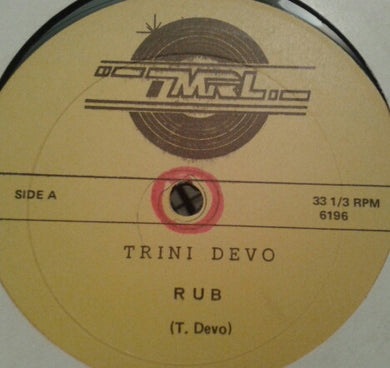 TMRL
SIDE A
33 1/3 RPM
6196
TRINI DEVO
RUB
(T. Devo)